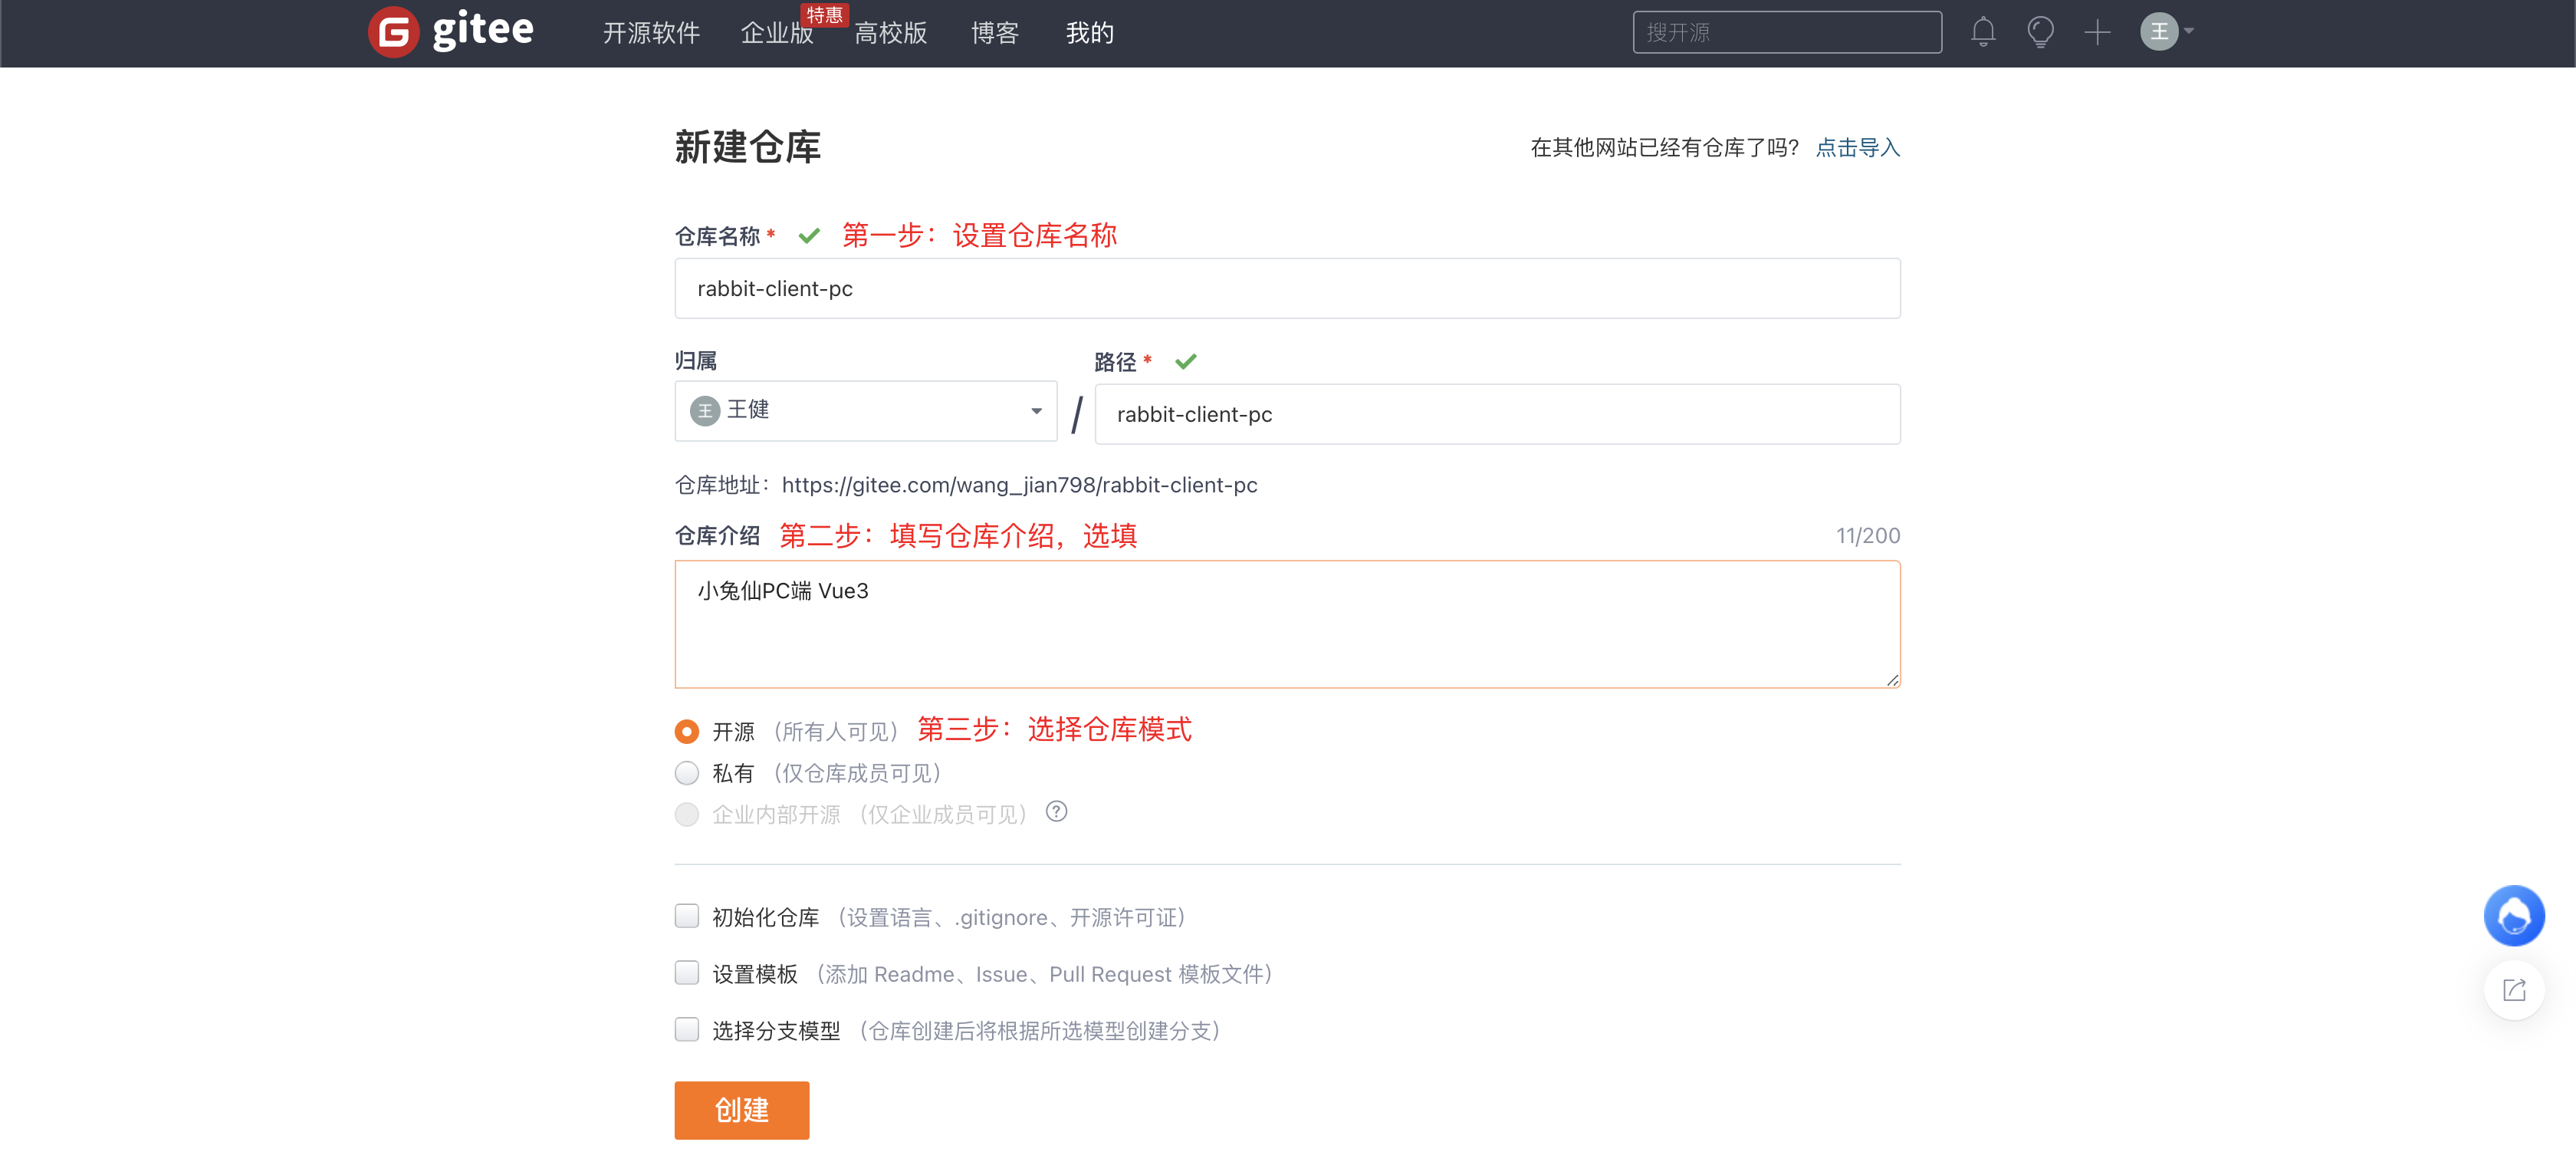 gitee 开源软件 企业版 特惠 高校版 博客 我的 搜开源 王
新建仓库 在其他网站已经有仓库了吗? 点击导入
仓库名称 * 第一步：设置仓库名称
rabbit-client-pc
归属 路径 *
王 王健 / rabbit-client-pc
仓库地址：https://gitee.com/wang_jian798/rabbit-client-pc
仓库介绍 第二步：填写仓库介绍，选填 11/200
小兔仙PC端 Vue3
开源 （所有人可见） 第三步：选择仓库模式
私有 （仅仓库成员可见）
企业内部开源 （仅企业成员可见） ?
初始化仓库 （设置语言、.gitignore、开源许可证）
设置模板 （添加 Readme、Issue、Pull Request 模板文件）
选择分支模型 （仓库创建后将根据所选模型创建分支）
创建